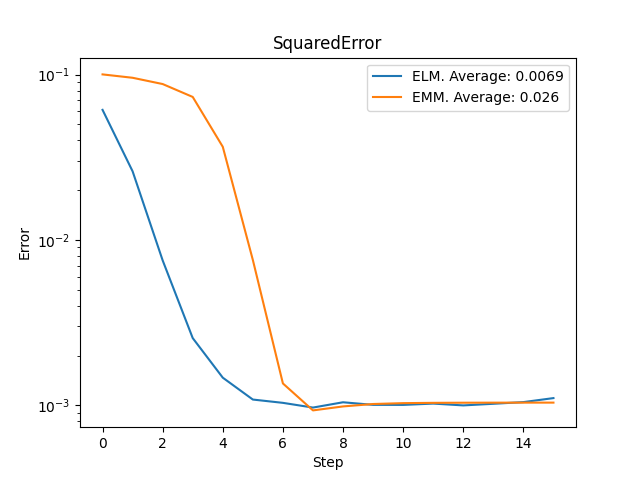 SquaredError
ELM. Average: 0.0069
EMM. Average: 0.026
10⁻¹
10⁻²
10⁻³
Error
0 2 4 6 8 10 12 14
Step